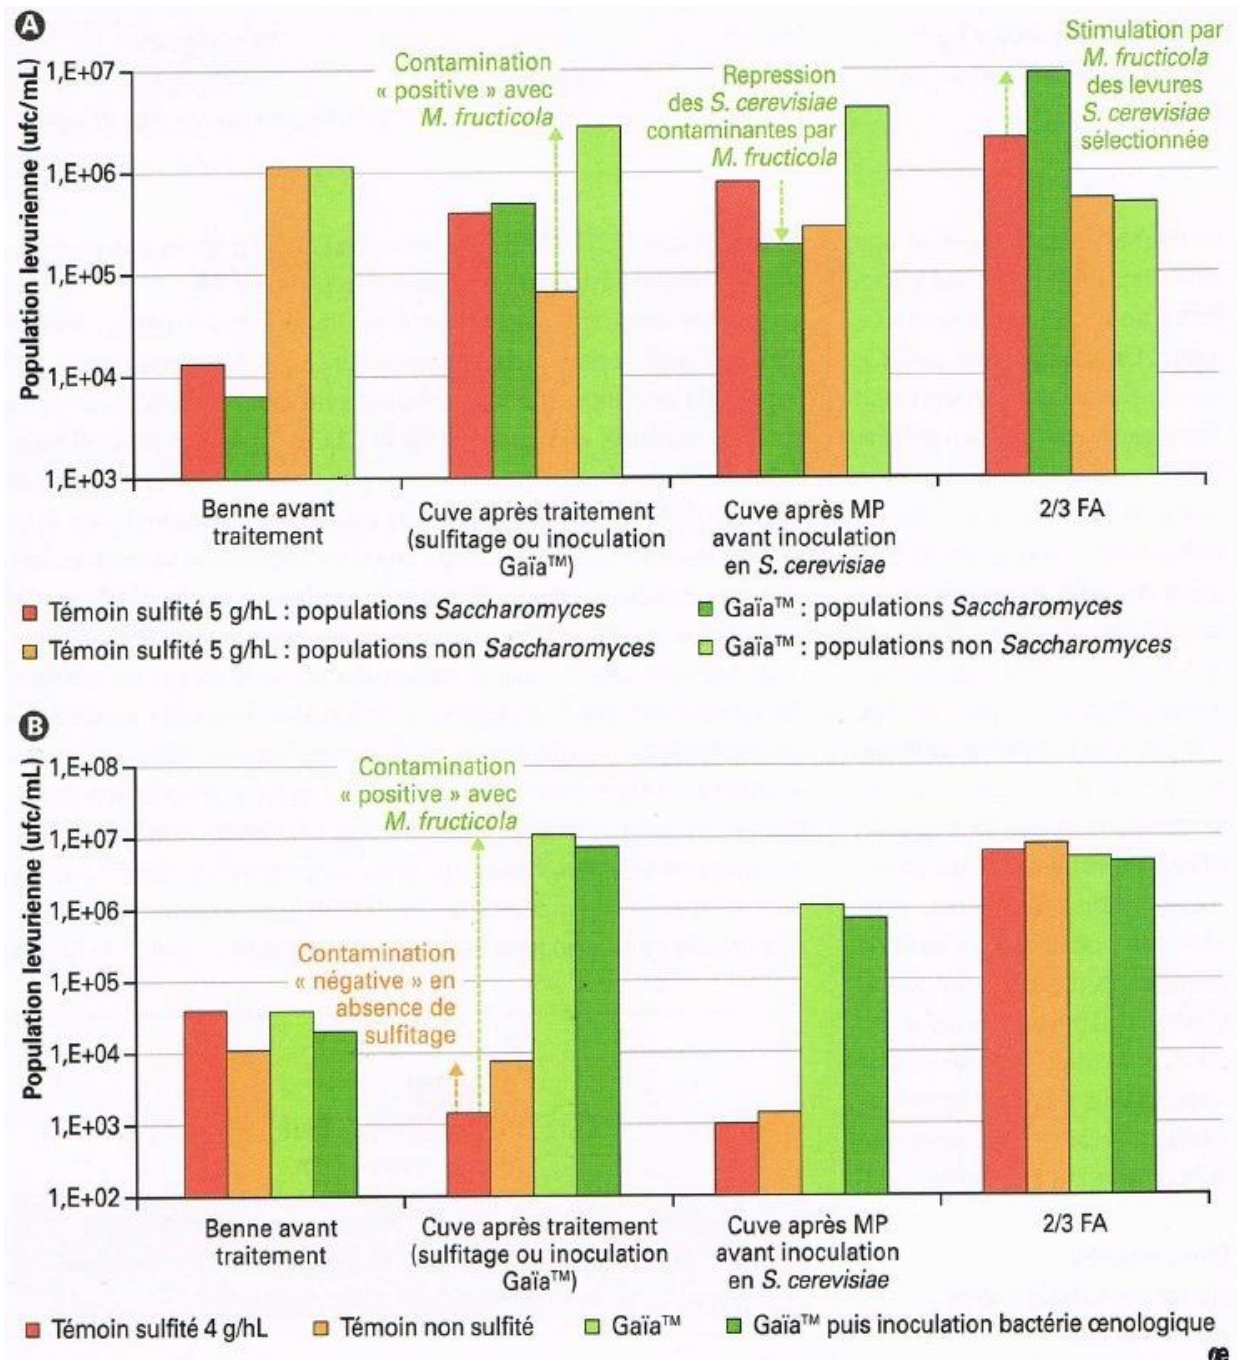 A
Population levurienne (ufc/mL)
1,E+07
1,E+06
1,E+05
1,E+04
1,E+03
Contamination
« positive » avec
M. fructicola
Repression
des S. cerevisiae
contaminantes par
M. fructicola
Stimulation par
M. fructicola
des levures
S. cerevisiae
sélectionnée
Benne avant
traitement
Cuve après traitement
(sulfitage ou inoculation
Gaïa™)
Cuve après MP
avant inoculation
en S. cerevisiae
2/3 FA
Témoin sulfité 5 g/hL : populations Saccharomyces
Gaïa™ : populations Saccharomyces
Témoin sulfité 5 g/hL : populations non Saccharomyces
Gaïa™ : populations non Saccharomyces
B
Population levurienne (ufc/mL)
1,E+08
1,E+07
1,E+06
1,E+05
1,E+04
1,E+03
1,E+02
Contamination
« positive » avec
M. fructicola
Contamination
« négative » en
absence de
sulfitage
Benne avant
traitement
Cuve après traitement
(sulfitage ou inoculation
Gaïa™)
Cuve après MP
avant inoculation
en S. cerevisiae
2/3 FA
Témoin sulfité 4 g/hL
Témoin non sulfité
Gaïa™
Gaïa™ puis inoculation bactérie œnologique
œ